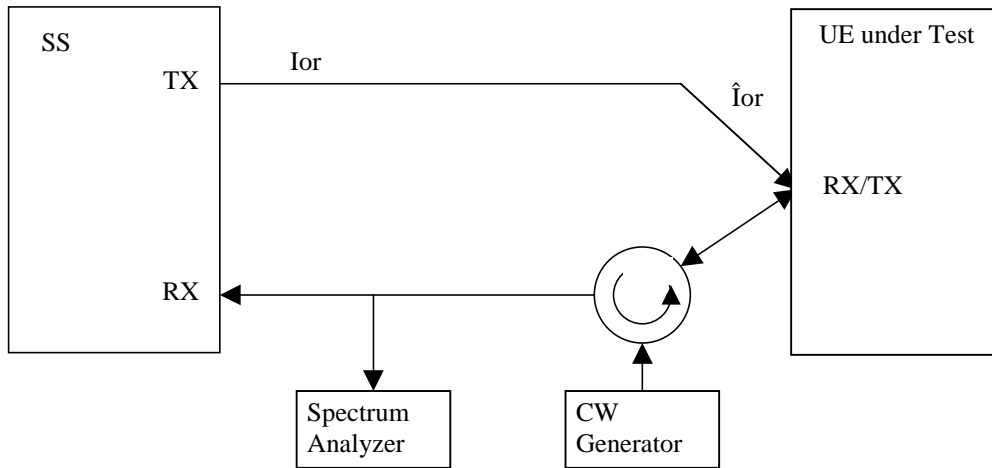 SS
UE under Test
TX
Ior
Îor
RX/TX
RX
Spectrum
Analyzer
CW
Generator